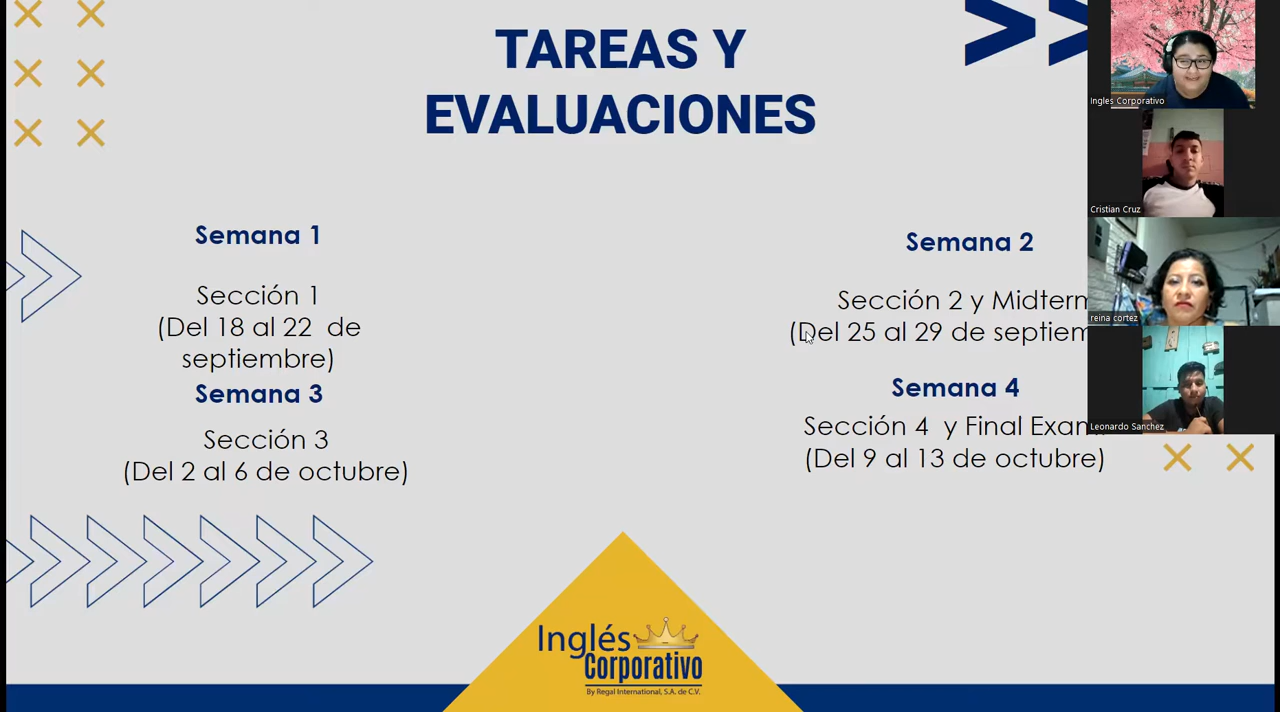 TAREAS Y
EVALUACIONES
Semana 1
Sección 1
(Del 18 al 22 de
septiembre)
Semana 2
Sección 2 y Midterm
(Del 25 al 29 de septiem
Semana 3
Sección 3
(Del 2 al 6 de octubre)
Semana 4
Sección 4 y Final Exam
(Del 9 al 13 de octubre)
Inglés
Corporativo
By Regal International, S.A. de C.V.
Ingles Corporativo
Cristian Cruz
reina cortez
Leonardo Sanchez